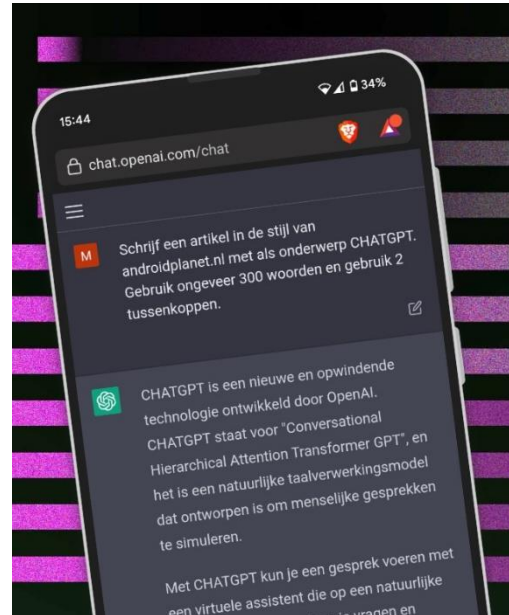 15:44
34%
chat.openai.com/chat
M
Schrijf een artikel in de stijl van
androidplanet.nl met als onderwerp CHATGPT.
Gebruik ongeveer 300 woorden en gebruik 2
tussenkoppen.
CHATGPT is een nieuwe en opwindende
technologie ontwikkeld door OpenAI.
CHATGPT staat voor "Conversational
Hierarchical Attention Transformer GPT", en
het is een natuurlijke taalverwerkingsmodel
dat ontworpen is om menselijke gesprekken
te simuleren.
Met CHATGPT kun je een gesprek voeren met
een virtuele assistent die op een natuurlijke
vragen en